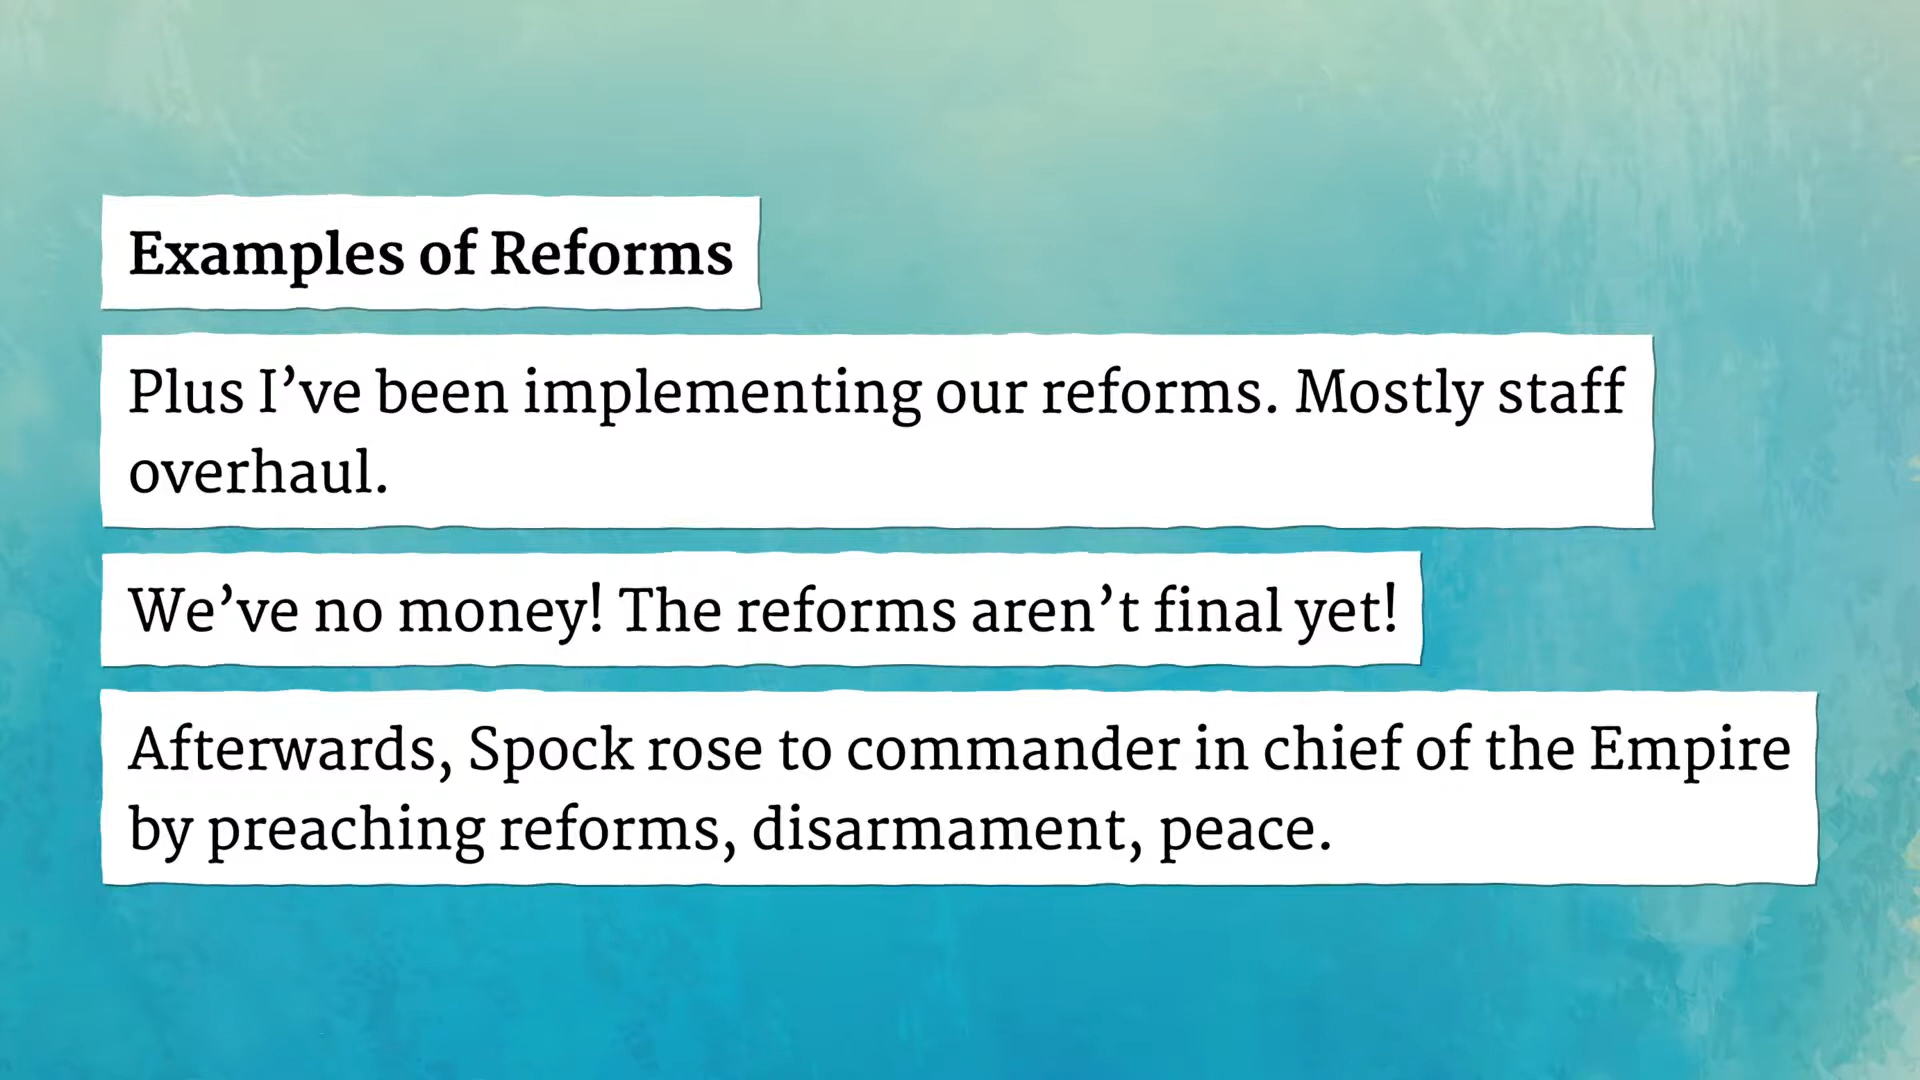 Examples of Reforms
Plus I’ve been implementing our reforms. Mostly staff
overhaul.
We’ve no money! The reforms aren’t final yet!
Afterwards, Spock rose to commander in chief of the Empire
by preaching reforms, disarmament, peace.